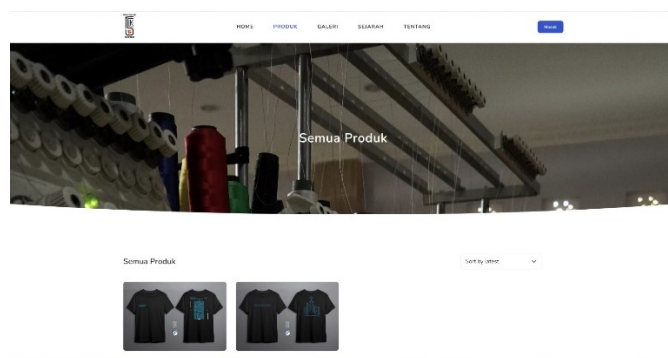 HOME PRODUK GALERI SEJARAH TENTANG
Masuk
Semua Produk
Semua Produk
Sort by latest